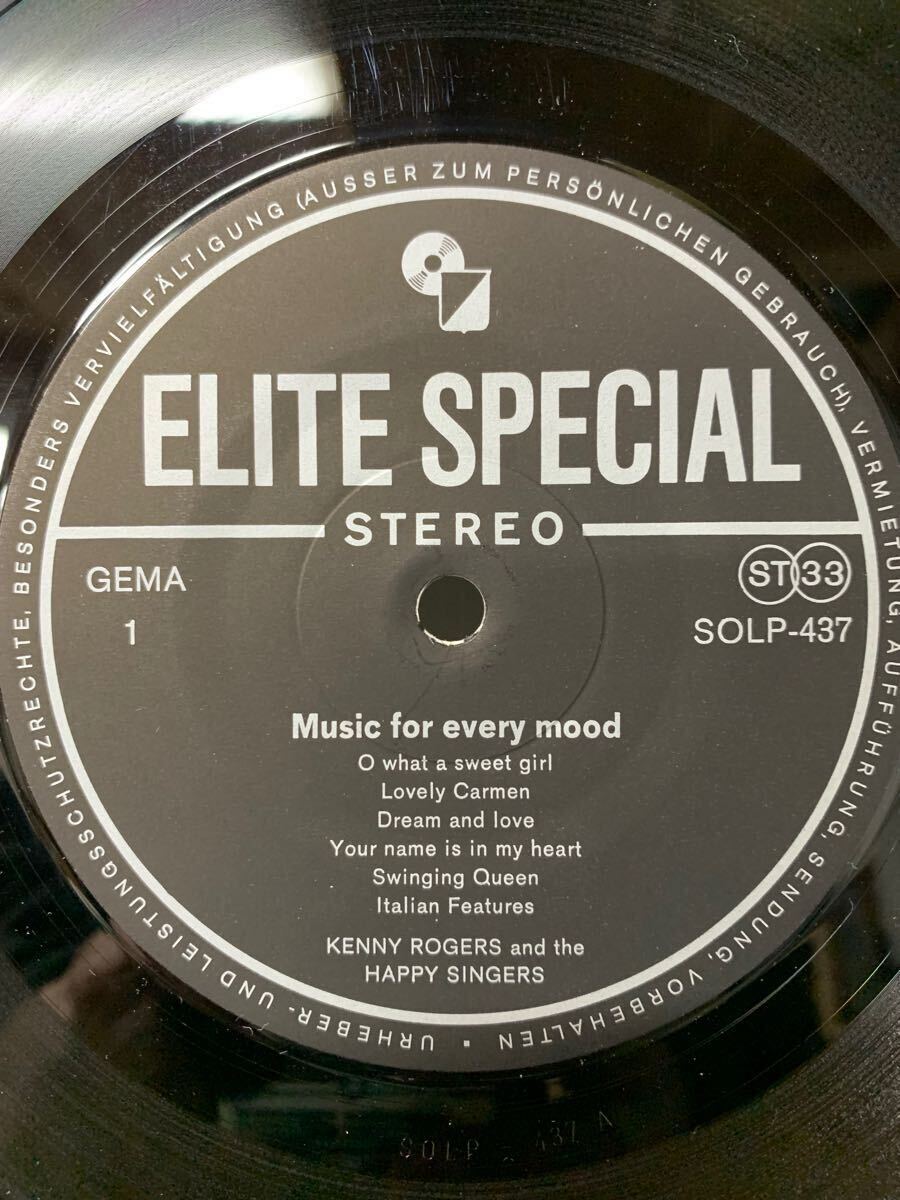 URHEBER- UND LEISTUNGSSCHUTZRECHTE, BESONDERS VERVIELFÄLTIGUNG (AUSSER ZUM PERSÖNLICHEN GEBRAUCH), VERMIETUNG, AUFFÜHRUNG, SENDUNG, VORBEHALTEN •
ELITE SPECIAL
STEREO
GEMA
ST 33
1
SOLP-437
Music for every mood
O what a sweet girl
Lovely Carmen
Dream and love
Your name is in my heart
Swinging Queen
Italian Features
KENNY ROGERS and the
HAPPY SINGERS
SOLP - 437 A